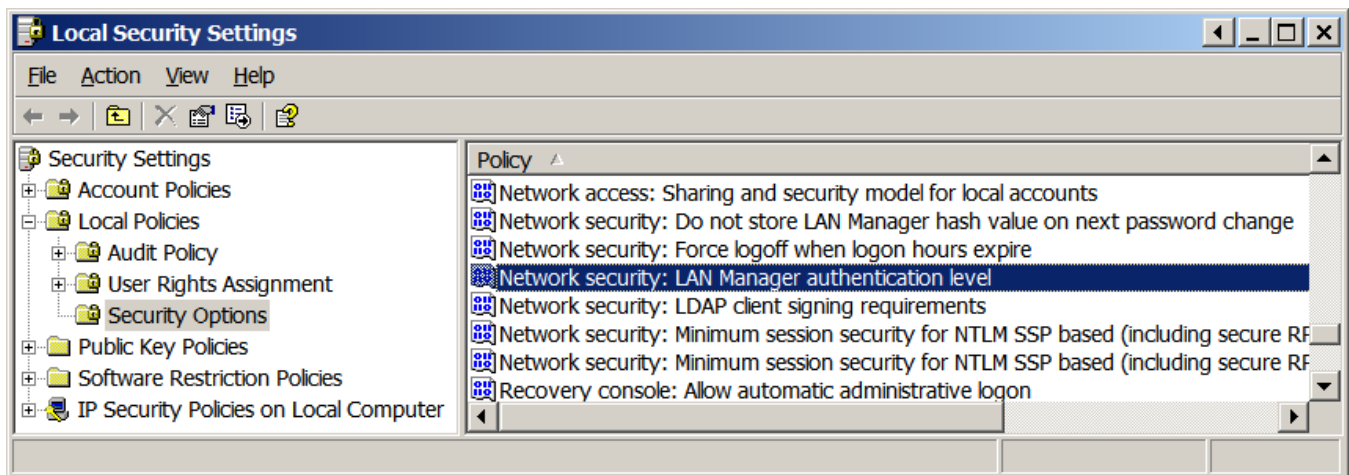 Local Security Settings
File Action View Help
Security Settings
Account Policies
Local Policies
Audit Policy
User Rights Assignment
Security Options
Public Key Policies
Software Restriction Policies
IP Security Policies on Local Computer
Policy
Network access: Sharing and security model for local accounts
Network security: Do not store LAN Manager hash value on next password change
Network security: Force logoff when logon hours expire
Network security: LAN Manager authentication level
Network security: LDAP client signing requirements
Network security: Minimum session security for NTLM SSP based (including secure RP
Network security: Minimum session security for NTLM SSP based (including secure RP
Recovery console: Allow automatic administrative logon